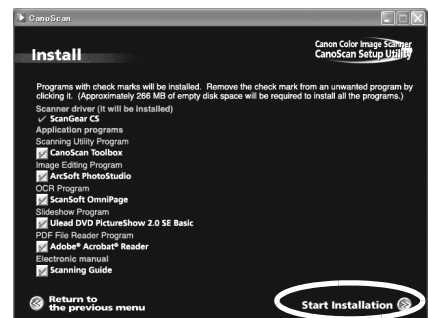 CanoScan
Install
Canon Color Image Scanner
CanoScan Setup Utility
Programs with check marks will be installed. Remove the check mark from an unwanted program by
clicking it. (Approximately 266 MB of empty disk space will be required to install all the programs.)
Scanner driver (it will be installed)
✓ ScanGear CS
Application programs
Scanning Utility Program
CanoScan Toolbox
Image Editing Program
ArcSoft PhotoStudio
OCR Program
ScanSoft OmniPage
Slideshow Program
Ulead DVD PictureShow 2.0 SE Basic
PDF File Reader Program
Adobe® Acrobat® Reader
Electronic manual
Scanning Guide
Return to
the previous menu
Start Installation